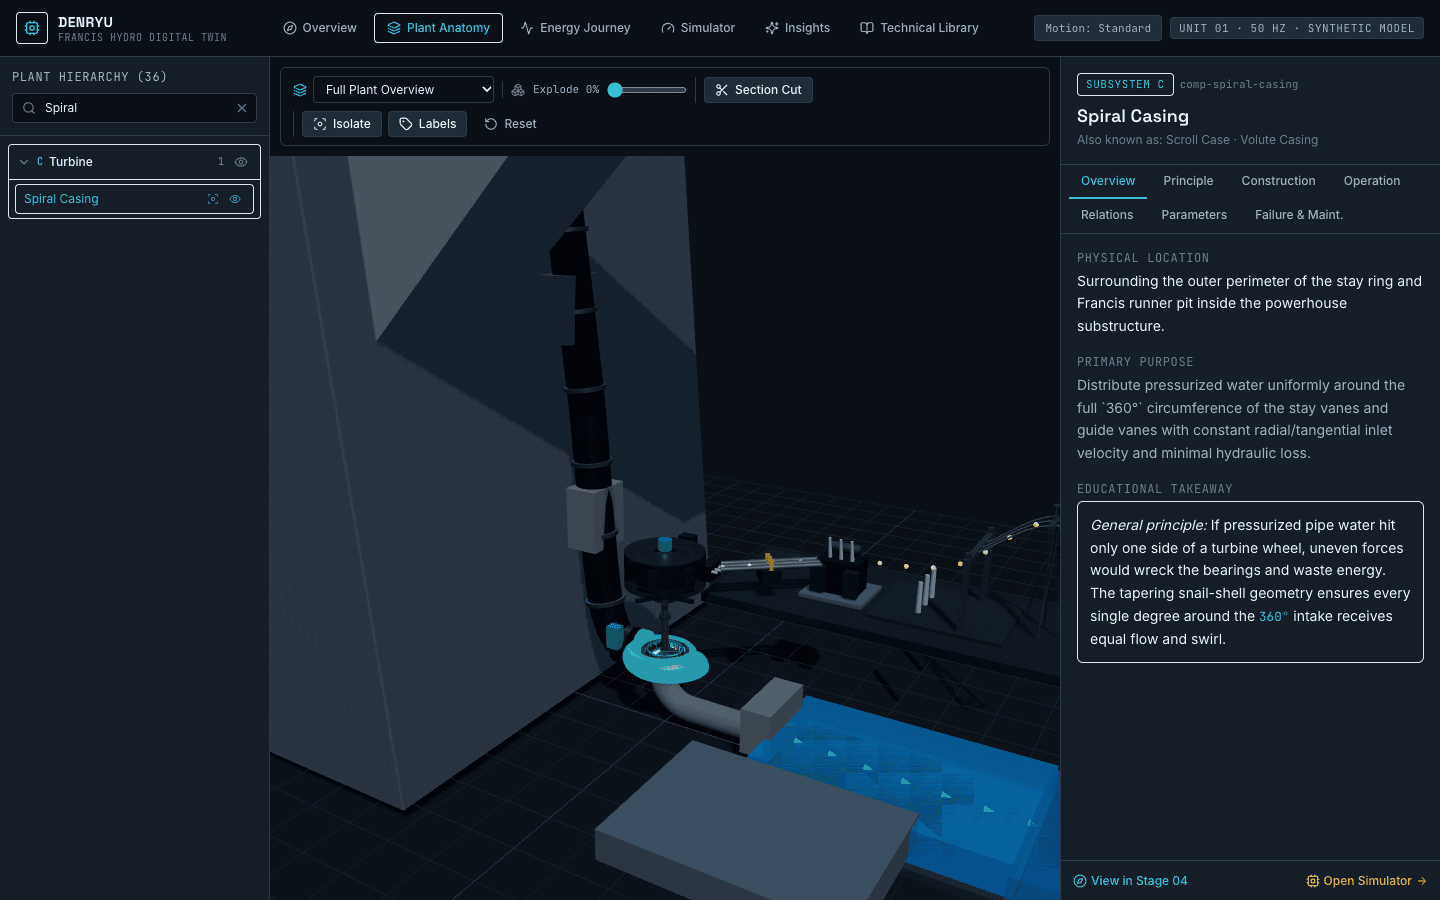 DENRYU
FRANCIS HYDRO DIGITAL TWIN
Overview
Plant Anatomy
Energy Journey
Simulator
Insights
Technical Library
Motion: Standard
UNIT 01 · 50 HZ · SYNTHETIC MODEL
PLANT HIERARCHY (36)
Spiral
C Turbine 1
Spiral Casing
Full Plant Overview
Explode 0%
Section Cut
Isolate
Labels
Reset
SUBSYSTEM C comp-spiral-casing
Spiral Casing
Also known as: Scroll Case · Volute Casing
Overview Principle Construction Operation
Relations Parameters Failure & Maint.
PHYSICAL LOCATION
Surrounding the outer perimeter of the stay ring and
Francis runner pit inside the powerhouse
substructure.
PRIMARY PURPOSE
Distribute pressurized water uniformly around the
full `360°` circumference of the stay vanes and
guide vanes with constant radial/tangential inlet
velocity and minimal hydraulic loss.
EDUCATIONAL TAKEAWAY
General principle: If pressurized pipe water hit
only one side of a turbine wheel, uneven forces
would wreck the bearings and waste energy.
The tapering snail-shell geometry ensures every
single degree around the 360° intake receives
equal flow and swirl.
View in Stage 04
Open Simulator →